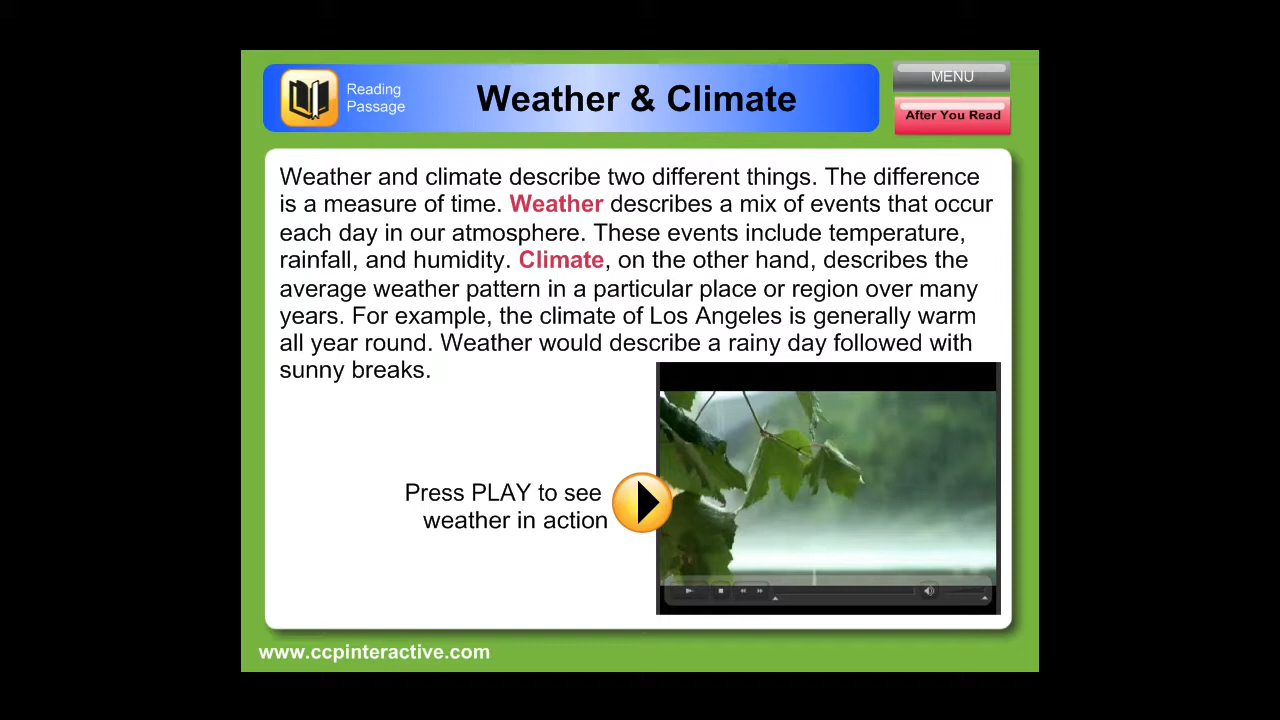 Reading
Passage
Weather & Climate
MENU
After You Read
Weather and climate describe two different things. The difference
is a measure of time. Weather describes a mix of events that occur
each day in our atmosphere. These events include temperature,
rainfall, and humidity. Climate, on the other hand, describes the
average weather pattern in a particular place or region over many
years. For example, the climate of Los Angeles is generally warm
all year round. Weather would describe a rainy day followed with
sunny breaks.
Press PLAY to see
weather in action
www.ccpinteractive.com